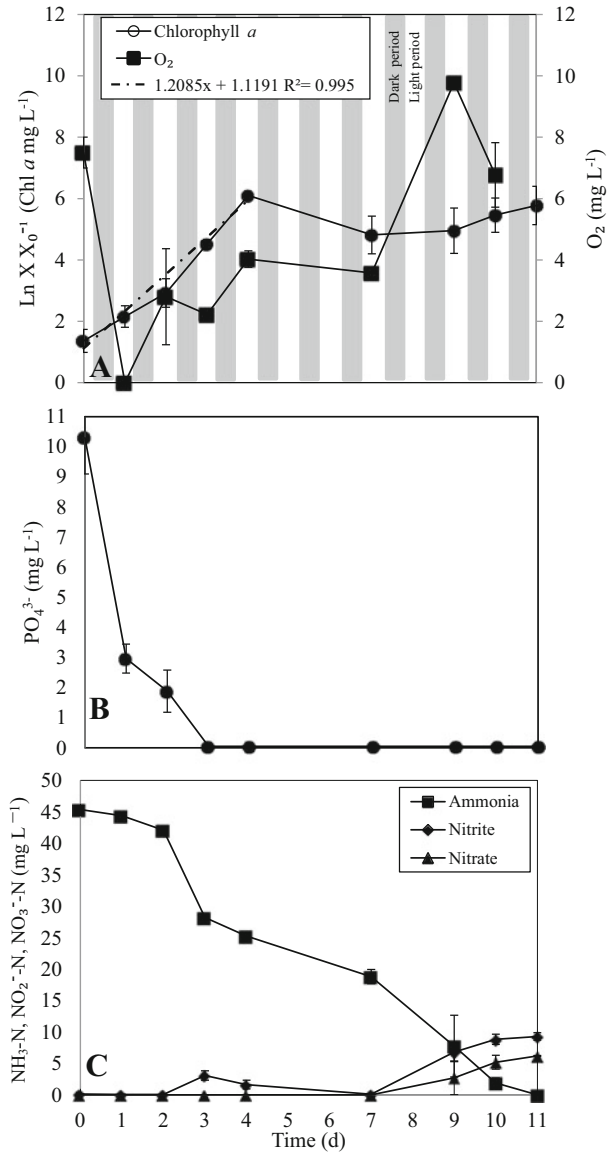 12
10
8
6
4
2
0
Ln X X₀⁻¹ (Chl a mg L⁻¹)
Chlorophyll a
O₂
1.2085x + 1.1191 R²= 0.995
Dark period
Light period
12
10
8
6
4
2
0
O₂ (mg L⁻¹)
A
11
10
9
8
7
6
5
4
3
2
1
0
PO₄³⁻ (mg L⁻¹)
B
50
45
40
35
30
25
20
15
10
5
0
NH₃-N, NO₂⁻-N, NO₃⁻-N (mg L⁻¹)
Ammonia
Nitrite
Nitrate
C
0 1 2 3 4 5 6 7 8 9 10 11
Time (d)